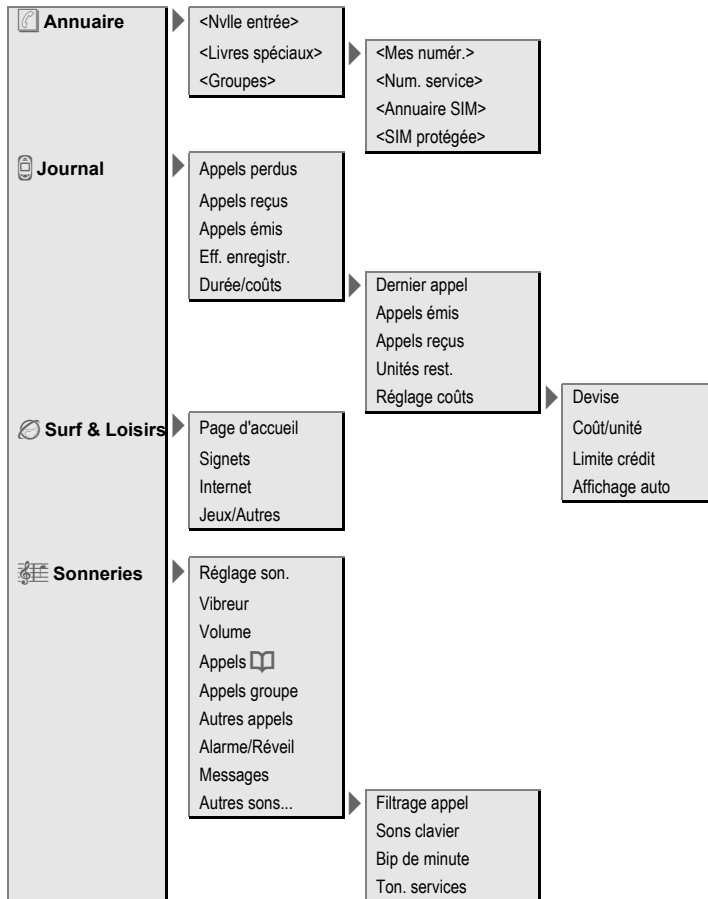 Annuaire
<Nvlle entrée>
<Livres spéciaux>
<Groupes>
<Mes numér.>
<Num. service>
<Annuaire SIM>
<SIM protégée>
Journal
Appels perdus
Appels reçus
Appels émis
Eff. enregistr.
Durée/coûts
Dernier appel
Appels émis
Appels reçus
Unités rest.
Réglage coûts
Devise
Coût/unité
Limite crédit
Affichage auto
Surf & Loisirs
Page d'accueil
Signets
Internet
Jeux/Autres
Sonneries
Réglage son.
Vibreur
Volume
Appels
Appels groupe
Autres appels
Alarme/Réveil
Messages
Autres sons...
Filtrage appel
Sons clavier
Bip de minute
Ton. services